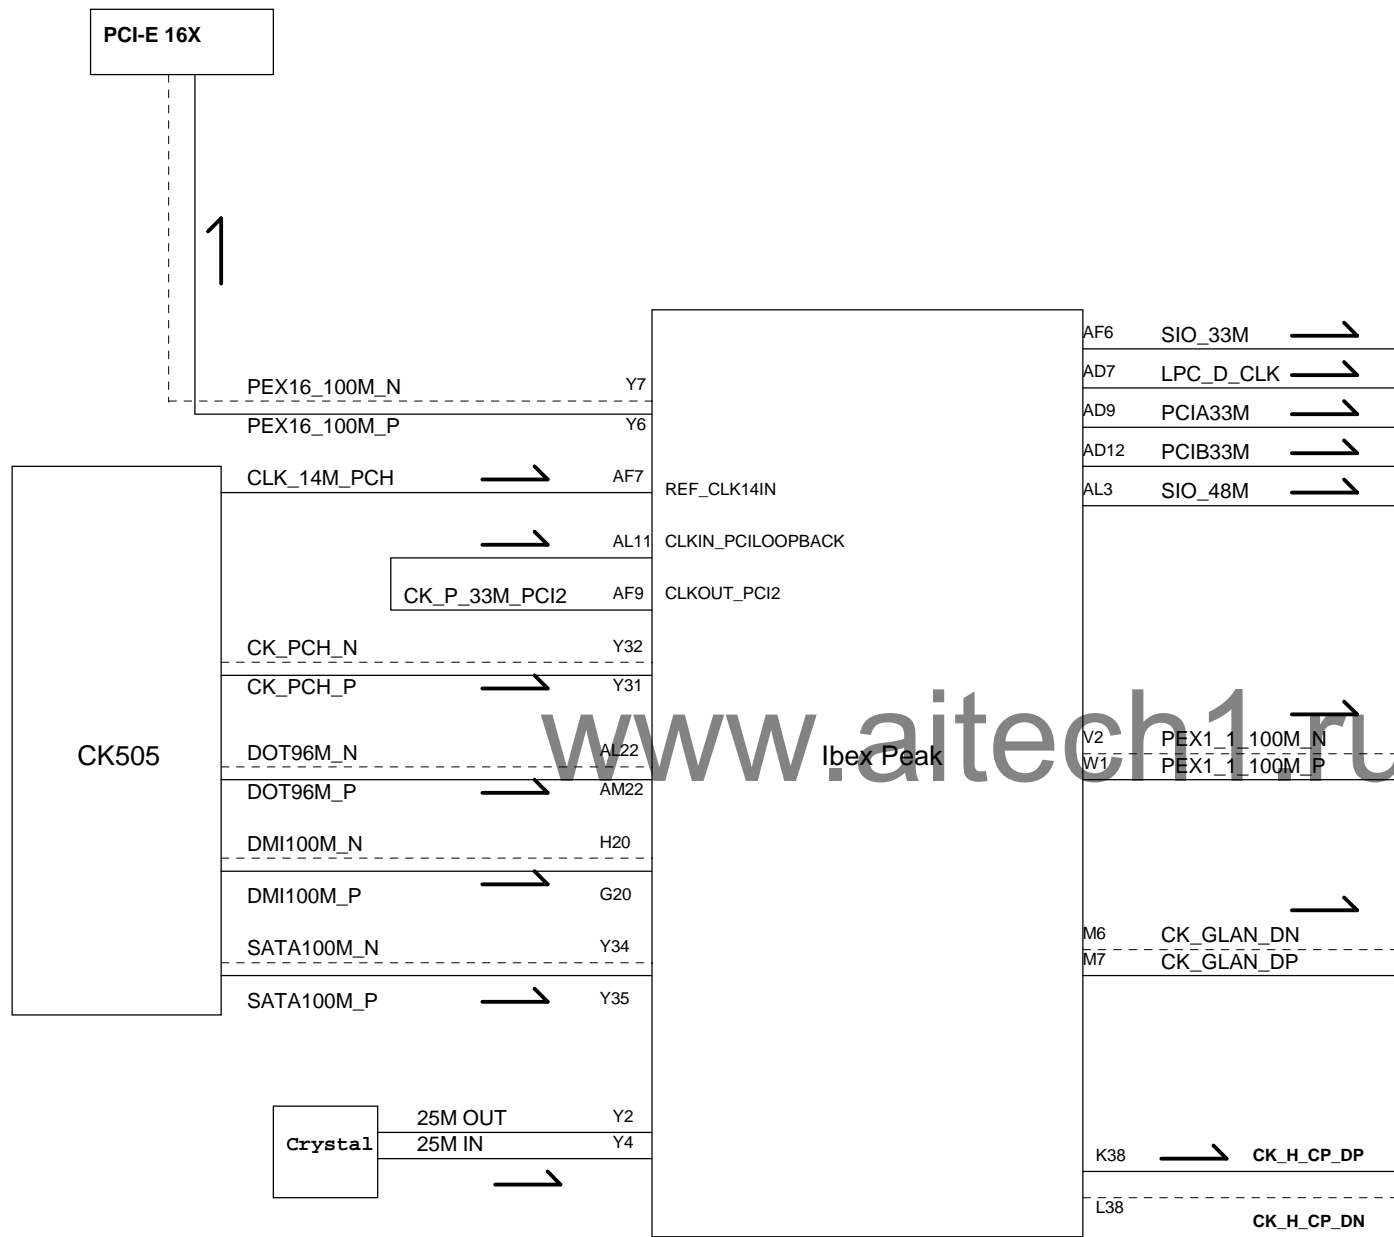 PCI-E 16X
AF6 SIO_33M
AD7 LPC_D_CLK
PEX16_100M_N Y7
AD9 PCIA33M
PEX16_100M_P Y6
AD12 PCIB33M
CLK_14M_PCH AF7 REF_CLK14IN
AL3 SIO_48M
AL11 CLKIN_PCILOOPBACK
CK_P_33M_PCI2 AF9 CLKOUT_PCI2
CK_PCH_N Y32
CK_PCH_P Y31
www.aitech1.ru
V2 PEX1_1_100M_N
CK505
DOT96M_N AL22
Ibex Peak
W1 PEX1_1_100M_P
DOT96M_P AM22
DMI100M_N H20
DMI100M_P G20
M6 CK_GLAN_DN
SATA100M_N Y34
M7 CK_GLAN_DP
SATA100M_P Y35
25M OUT Y2
Crystal
25M IN Y4
K38 CK_H_CP_DP
L38
CK_H_CP_DN